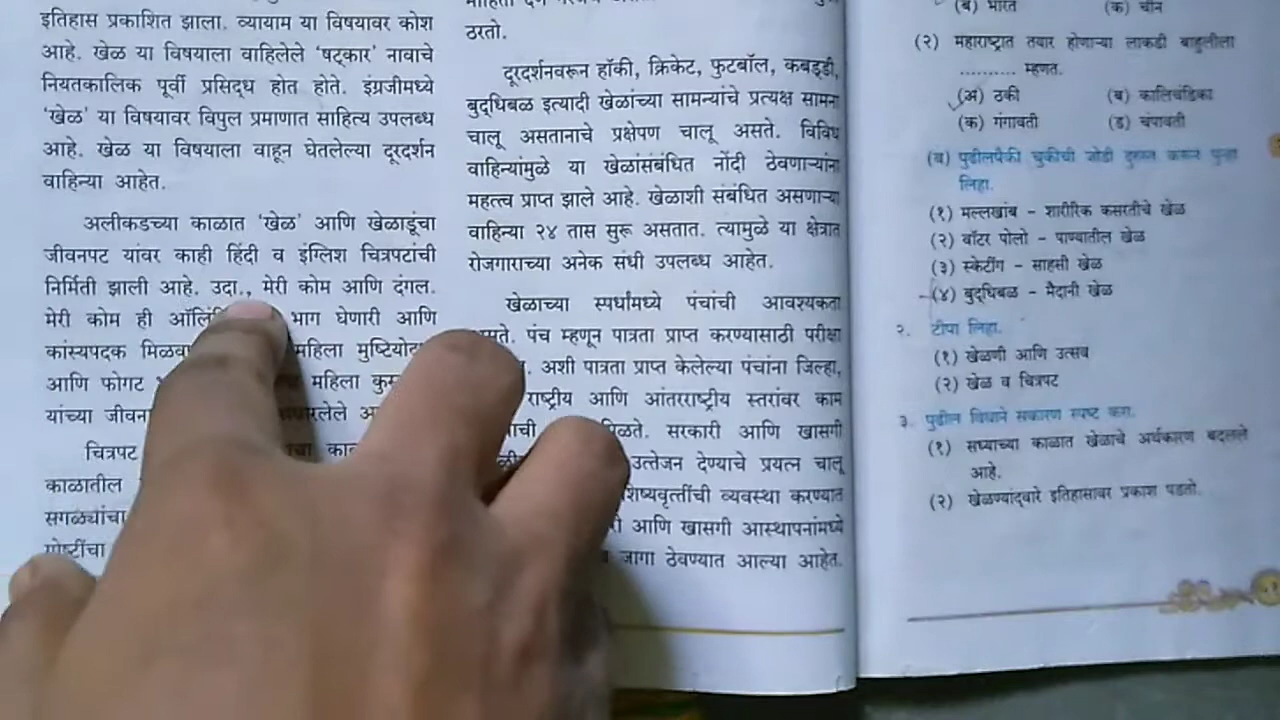 इतिहास प्रकाशित झाला. व्यायाम या विषयावर कोश
आहे. खेळ या विषयाला वाहिलेले ‘षट्कार’ नावाचे
नियतकालिक पूर्वी प्रसिद्ध होत होते. इंग्रजीमध्ये
‘खेळ’ या विषयावर विपुल प्रमाणात साहित्य उपलब्ध
आहे. खेळ या विषयाला वाहून घेतलेल्या दूरदर्शन
वाहिन्या आहेत.
अलीकडच्या काळात ‘खेळ’ आणि खेळाडूंचा
जीवनपट यांवर काही हिंदी व इंग्लिश चित्रपटांची
निर्मिती झाली आहे. उदा., मेरी कोम आणि दंगल.
मेरी कोम ही भाग घेणारी आणि
कांस्यपदक महिला
आणि फोगट महिला
यांच्या
चित्रपट
काळातील
सगळ्यांचा
ठरतो.
दूरदर्शनवरून हॉकी, क्रिकेट, फुटबॉल, कबड्डी,
बुद्धिबळ इत्यादी खेळांच्या सामन्यांचे प्रत्यक्ष सामना
चालू असतानाचे प्रक्षेपण चालू असते. विविध
वाहिन्यांमुळे या खेळांसंबंधित नोंदी ठेवणाऱ्यांना
महत्त्व प्राप्त झाले आहे. खेळाशी संबंधित असणाऱ्या
वाहिन्या २४ तास सुरू असतात. त्यामुळे या क्षेत्रात
रोजगाराच्या अनेक संधी उपलब्ध आहेत.
खेळाच्या स्पर्धांमध्ये पंचांची आवश्यकता
पंच म्हणून पात्रता प्राप्त करण्यासाठी परीक्षा
अशी पात्रता प्राप्त केलेल्या पंचांना जिल्हा,
राष्ट्रीय आणि आंतरराष्ट्रीय स्तरांवर काम
मिळते. सरकारी आणि खासगी
उत्तेजन देण्याचे प्रयत्न चालू
शिष्यवृत्तींची व्यवस्था करण्यात
आणि खासगी आस्थापनांमध्ये
जागा ठेवण्यात आल्या आहेत.
(ब) भारत (क) चीन
(२) महाराष्ट्रात तयार होणाऱ्या लाकडी बाहुलीला
.......... म्हणत.
(अ) ठकी (ब) कालिचंडिका
(क) गंगावती (ड) चंपावती
(ब) पुढीलपैकी चुकीची जोडी दुरुस्त करून पुन्हा
लिहा.
(१) मल्लखांब - शारीरिक कसरतीचे खेळ
(२) वॉटर पोलो - पाण्यातील खेळ
(३) स्केटींग - साहसी खेळ
(४) बुद्धिबळ - मैदानी खेळ
२. टीपा लिहा.
(१) खेळणी आणि उत्सव
(२) खेळ व चित्रपट
३. पुढील विधाने सकारण स्पष्ट करा.
(१) सध्याच्या काळात खेळाचे अर्थकारण बदलले
आहे.
(२) खेळण्यांद्वारे इतिहासावर प्रकाश पडतो.